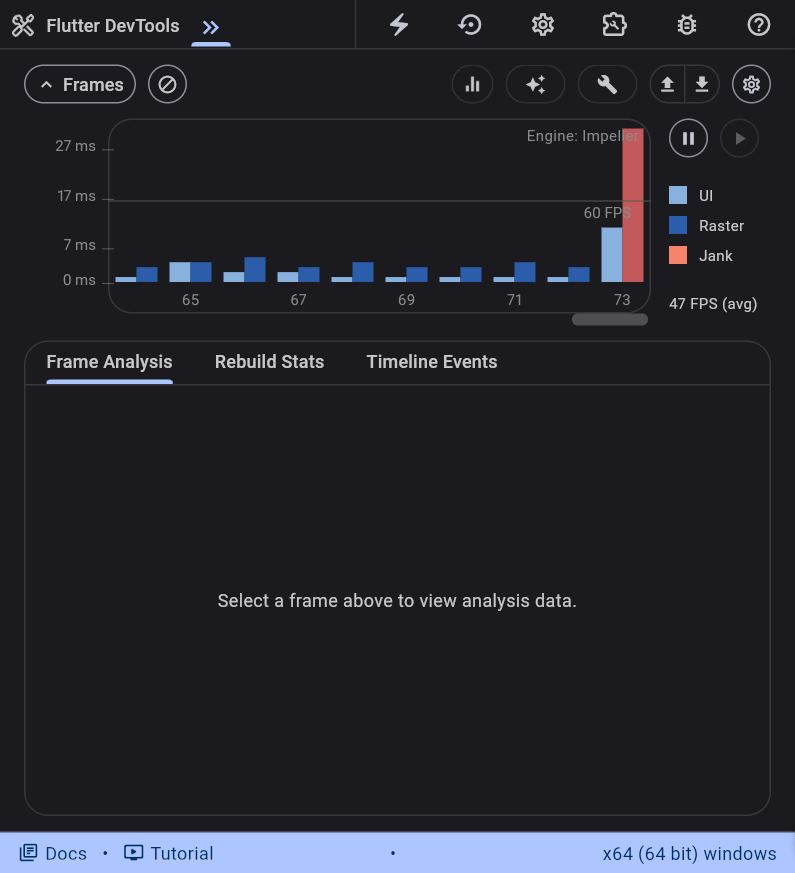 Flutter DevTools
Frames
Engine: Impeller
27 ms
17 ms
60 FPS
7 ms
0 ms
65 67 69 71 73
UI
Raster
Jank
47 FPS (avg)
Frame Analysis Rebuild Stats Timeline Events
Select a frame above to view analysis data.
Docs • Tutorial • x64 (64 bit) windows